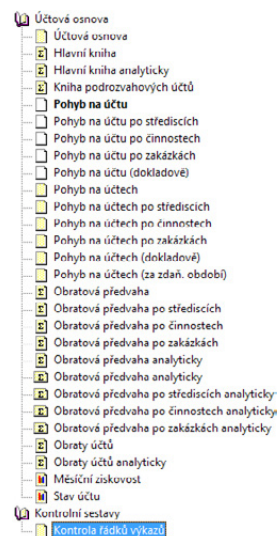 Účtová osnova
Účtová osnova
Hlavní kniha
Hlavní kniha analyticky
Kniha podrozvahových účtů
Pohyb na účtu
Pohyb na účtu po střediscích
Pohyb na účtu po činnostech
Pohyb na účtu po zakázkách
Pohyb na účtu (dokladově)
Pohyb na účtech
Pohyb na účtech po střediscích
Pohyb na účtech po činnostech
Pohyb na účtech po zakázkách
Pohyb na účtech (dokladově)
Pohyb na účtech (za zdaň. období)
Obratová předvaha
Obratová předvaha po střediscích
Obratová předvaha po činnostech
Obratová předvaha po zakázkách
Obratová předvaha analyticky
Obratová předvaha analyticky
Obratová předvaha po střediscích analyticky
Obratová předvaha po činnostech analyticky
Obratová předvaha po zakázkách analyticky
Obraty účtů
Obraty účtů analyticky
Měsíční ziskovost
Stav účtu
Kontrolní sestavy
Kontrola řádků výkazů